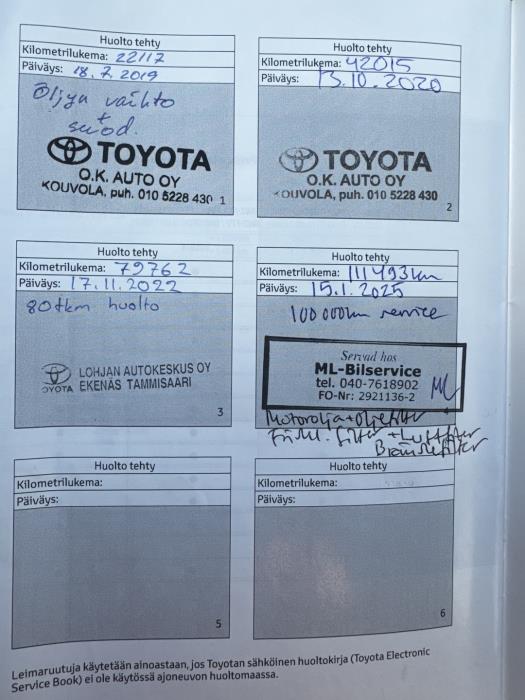 Huolto tehty
Kilometrilukema: 22117
Päiväys: 18.7.2019
Öljyn vaihto
+
suod.
TOYOTA
O.K. AUTO OY
KOUVOLA, puh. 010 5228 430
1
Huolto tehty
Kilometrilukema: 42015
Päiväys: 13.10.2020
TOYOTA
O.K. AUTO OY
KOUVOLA, puh. 010 5228 430
2
Huolto tehty
Kilometrilukema: 79762
Päiväys: 17.11.2022
80tkm huolto
TOYOTA
LOHJAN AUTOKESKUS OY
EKENÄS TAMMISAARI
3
Huolto tehty
Kilometrilukema: 111493km
Päiväys: 15.1.2025
100 000km service
Servad hos
ML-Bilservice
tel. 040-7618902
FO-Nr: 2921136-2
ML
Motorolja+Oljefilter
filter + Luftfilter
Bränslefilter
Huolto tehty
Kilometrilukema:
Päiväys:
5
Huolto tehty
Kilometrilukema:
Päiväys:
6
Leimaruutuja käytetään ainoastaan, jos Toyotan sähköinen huoltokirja (Toyota Electronic
Service Book) ei ole käytössä ajoneuvon huoltomaassa.